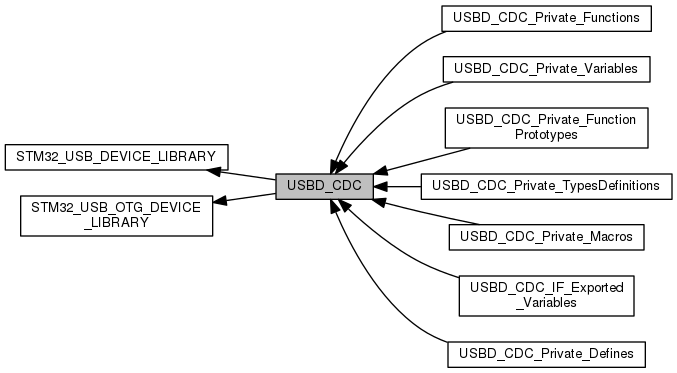 USBD_CDC_Private_Functions
USBD_CDC_Private_Variables
USBD_CDC_Private_Function
Prototypes
STM32_USB_DEVICE_LIBRARY
USBD_CDC
USBD_CDC_Private_TypesDefinitions
STM32_USB_OTG_DEVICE
_LIBRARY
USBD_CDC_Private_Macros
USBD_CDC_IF_Exported
_Variables
USBD_CDC_Private_Defines